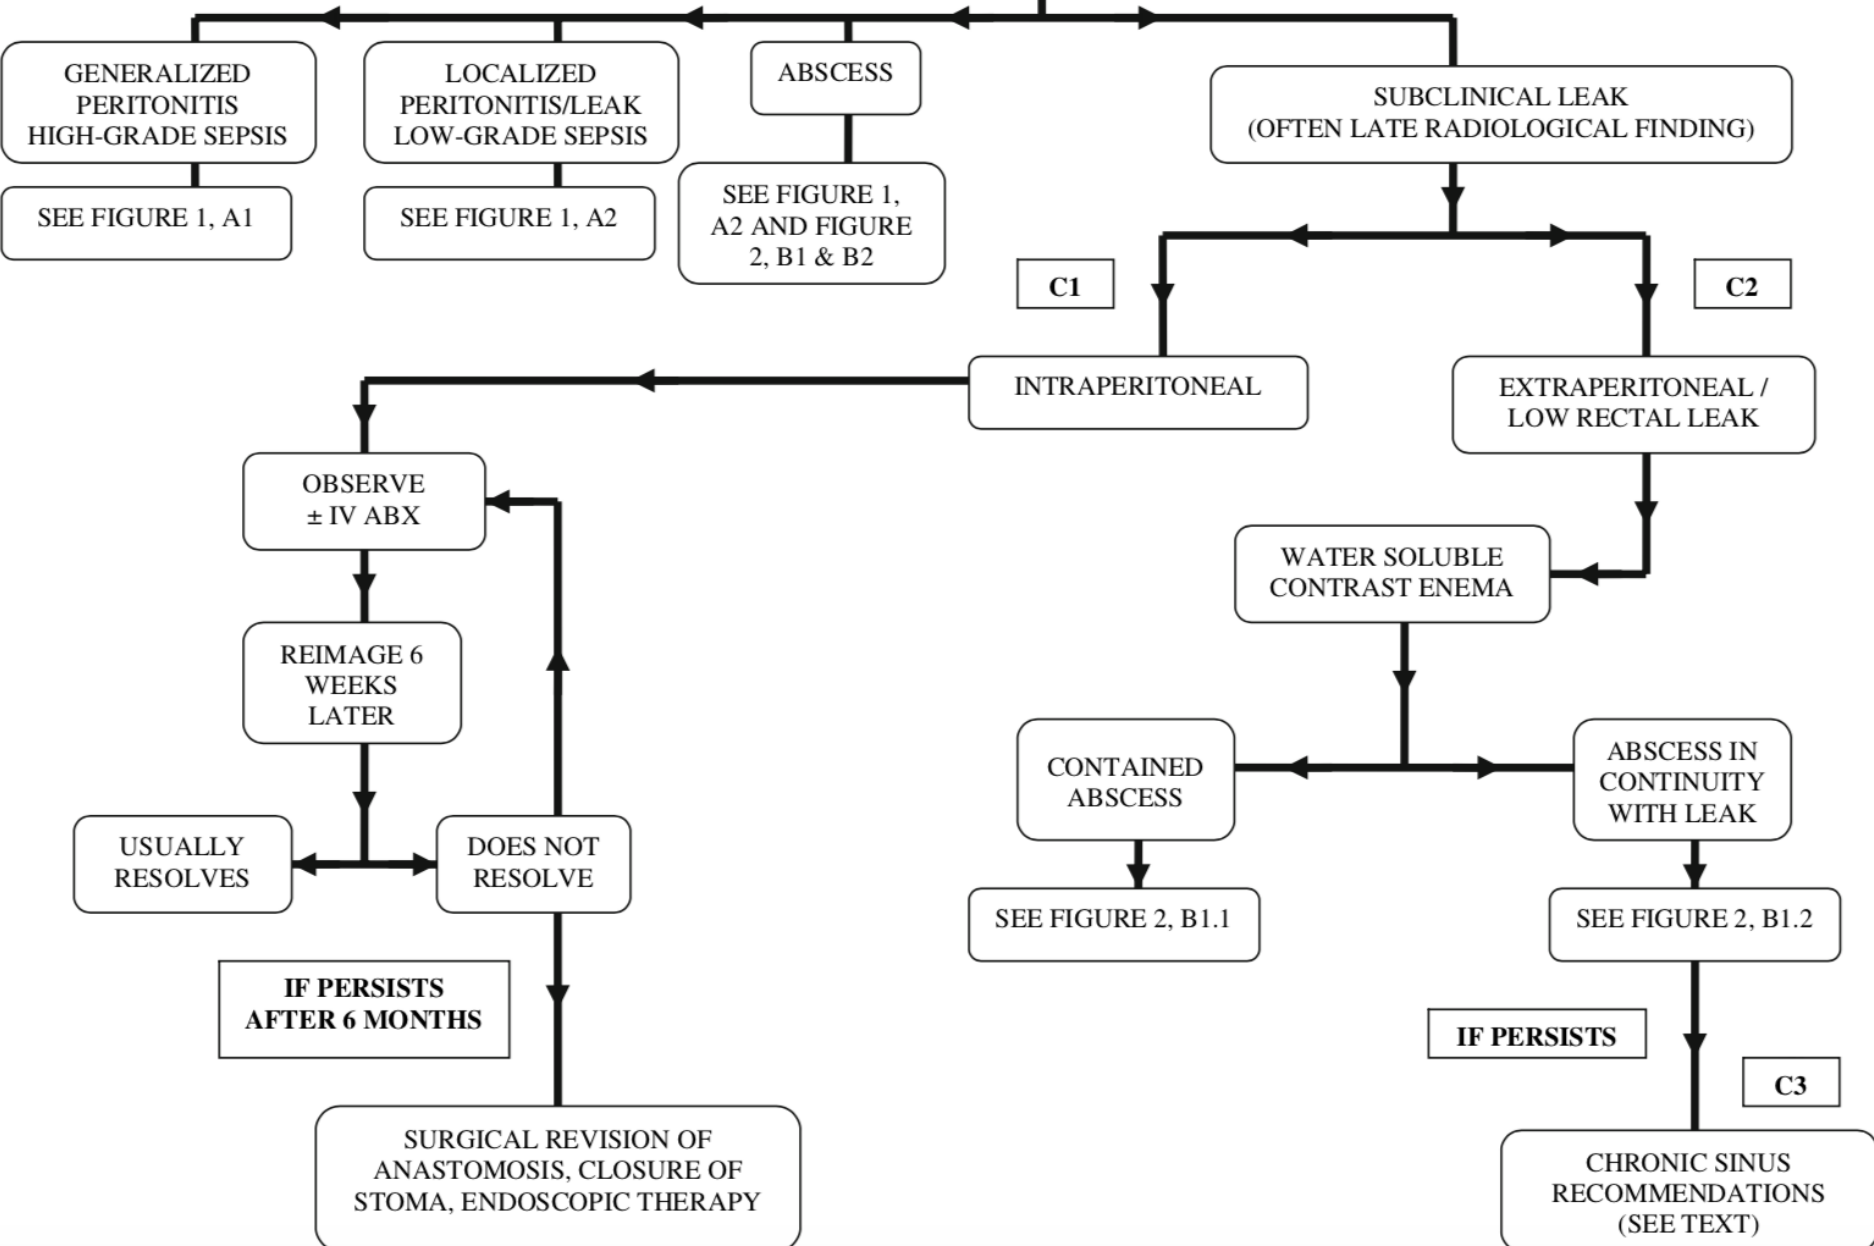 GENERALIZED
PERITONITIS
HIGH-GRADE SEPSIS
LOCALIZED
PERITONITIS/LEAK
LOW-GRADE SEPSIS
ABSCESS
SUBCLINICAL LEAK
(OFTEN LATE RADIOLOGICAL FINDING)
SEE FIGURE 1, A1
SEE FIGURE 1, A2
SEE FIGURE 1,
A2 AND FIGURE
2, B1 & B2
C1
C2
INTRAPERITONEAL
EXTRAPERITONEAL /
LOW RECTAL LEAK
OBSERVE
± IV ABX
WATER SOLUBLE
CONTRAST ENEMA
REIMAGE 6
WEEKS
LATER
CONTAINED
ABSCESS
ABSCESS IN
CONTINUITY
WITH LEAK
USUALLY
RESOLVES
DOES NOT
RESOLVE
SEE FIGURE 2, B1.1
SEE FIGURE 2, B1.2
IF PERSISTS
AFTER 6 MONTHS
IF PERSISTS
C3
SURGICAL REVISION OF
ANASTOMOSIS, CLOSURE OF
STOMA, ENDOSCOPIC THERAPY
CHRONIC SINUS
RECOMMENDATIONS
(SEE TEXT)